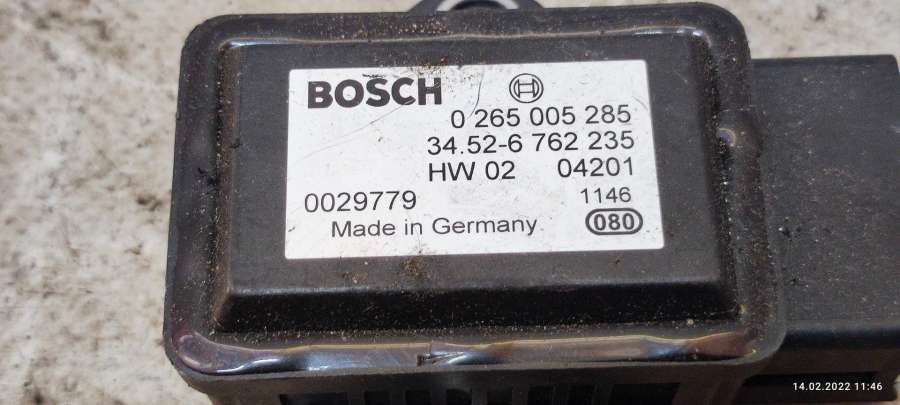 BOSCH
0 265 005 285
34.52-6 762 235
HW 02 04201
0029779 1146
Made in Germany 080
14.02.2022 11:46